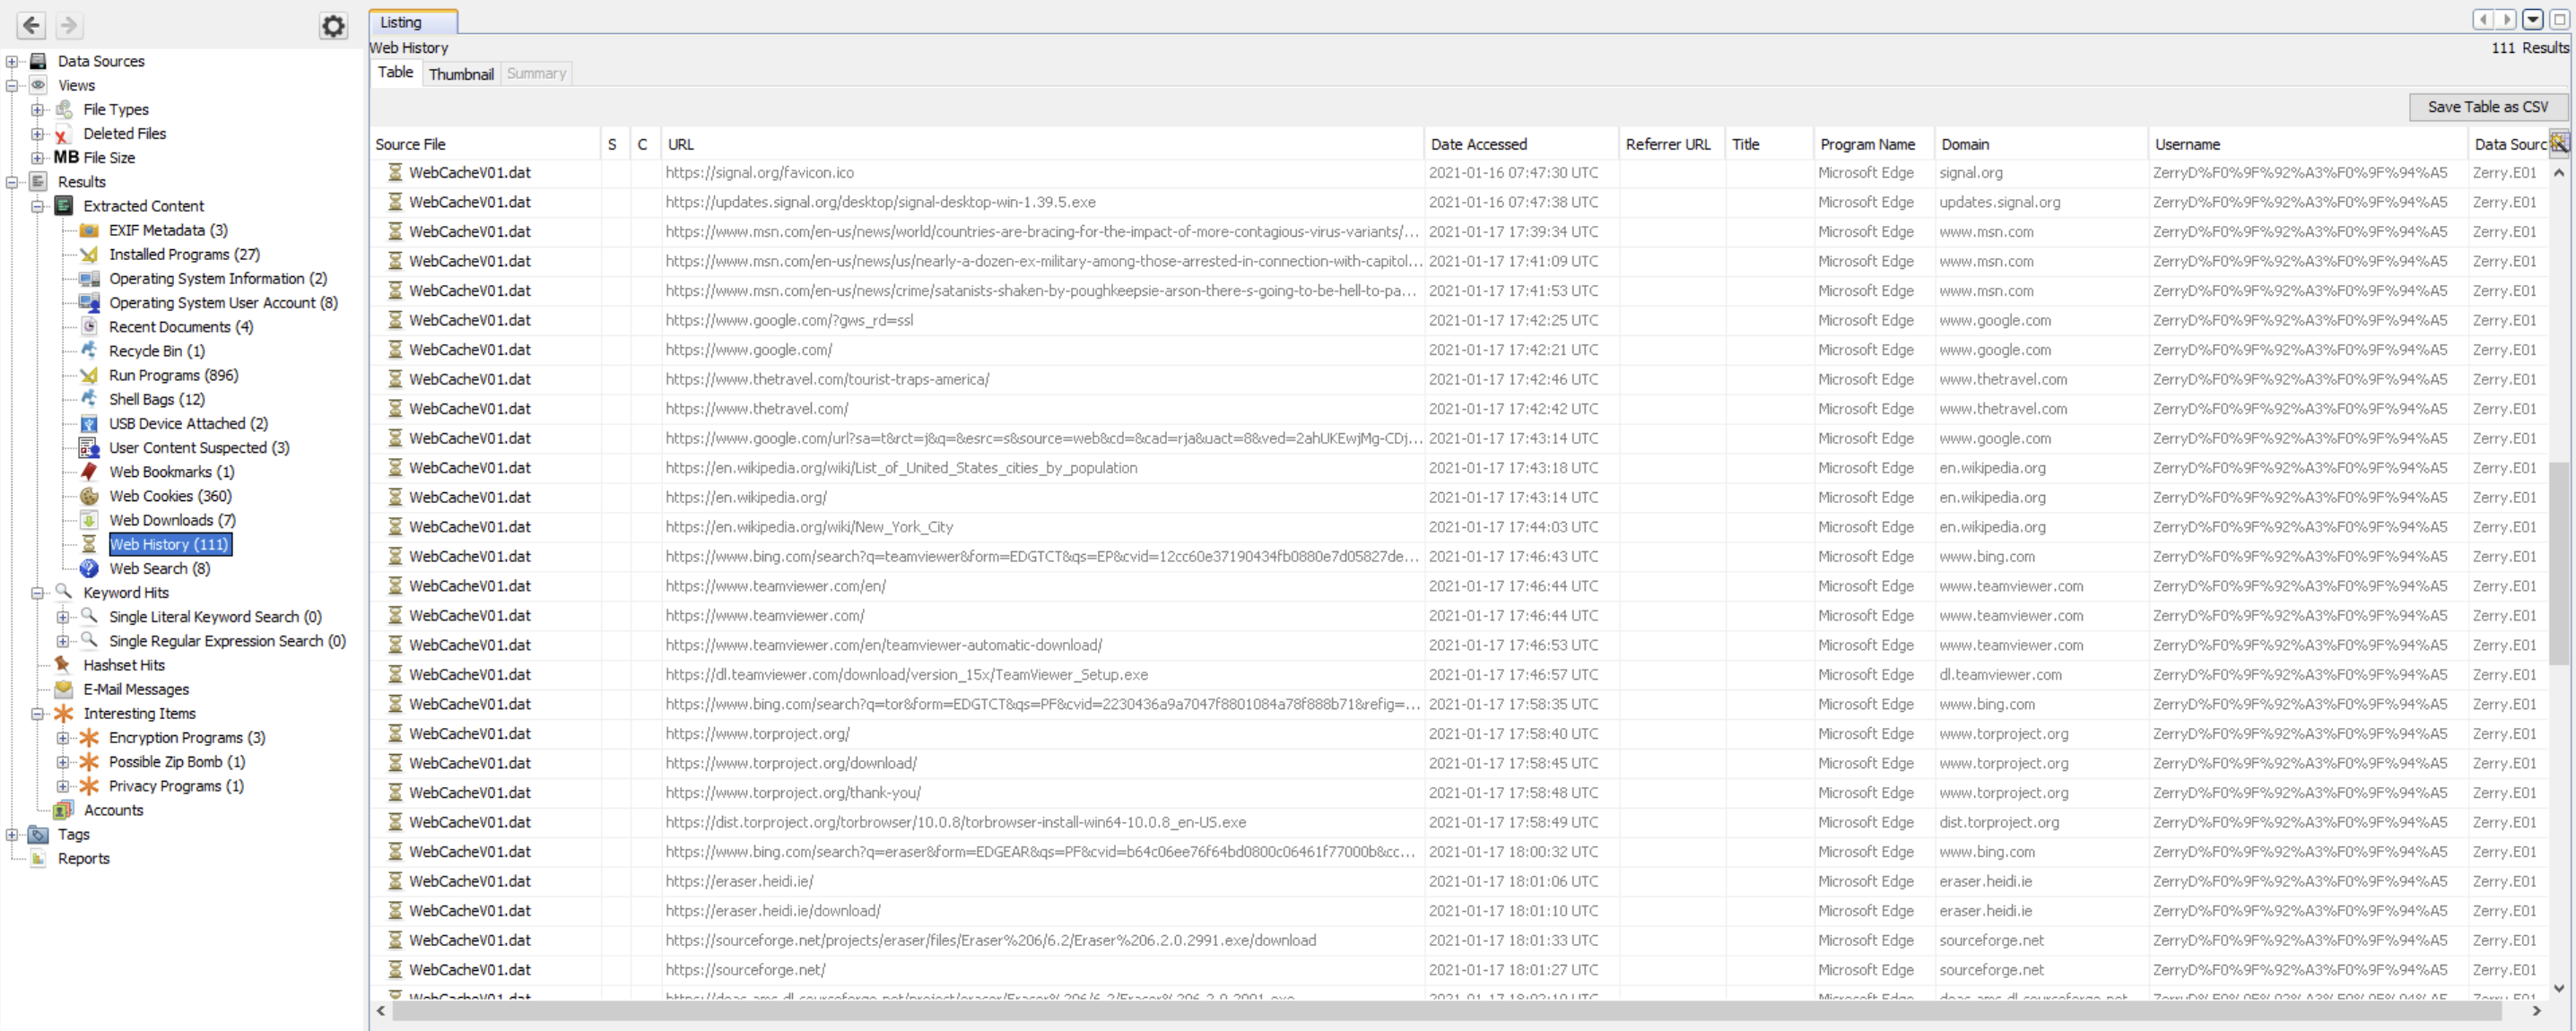 Data Sources
Views
File Types
Deleted Files
MB File Size
Results
Extracted Content
EXIF Metadata (3)
Installed Programs (27)
Operating System Information (2)
Operating System User Account (8)
Recent Documents (4)
Recycle Bin (1)
Run Programs (896)
Shell Bags (12)
USB Device Attached (2)
User Content Suspected (3)
Web Bookmarks (1)
Web Cookies (360)
Web Downloads (7)
Web History (111)
Web Search (8)
Keyword Hits
Single Literal Keyword Search (0)
Single Regular Expression Search (0)
Hashset Hits
E-Mail Messages
Interesting Items
Encryption Programs (3)
Possible Zip Bomb (1)
Privacy Programs (1)
Accounts
Tags
Reports
Listing
Web History 111 Results
Table Thumbnail Summary
Save Table as CSV
Source File S C URL Date Accessed Referrer URL Title Program Name Domain Username Data Sourc
WebCacheV01.dat https://signal.org/favicon.ico 2021-01-16 07:47:30 UTC Microsoft Edge signal.org ZerryD%F0%9F%92%A3%F0%9F%94%A5 Zerry.E01
WebCacheV01.dat https://updates.signal.org/desktop/signal-desktop-win-1.39.5.exe 2021-01-16 07:47:38 UTC Microsoft Edge updates.signal.org ZerryD%F0%9F%92%A3%F0%9F%94%A5 Zerry.E01
WebCacheV01.dat https://www.msn.com/en-us/news/world/countries-are-bracing-for-the-impact-of-more-contagious-virus-variants/... 2021-01-17 17:39:34 UTC Microsoft Edge www.msn.com ZerryD%F0%9F%92%A3%F0%9F%94%A5 Zerry.E01
WebCacheV01.dat https://www.msn.com/en-us/news/us/nearly-a-dozen-ex-military-among-those-arrested-in-connection-with-capitol... 2021-01-17 17:41:09 UTC Microsoft Edge www.msn.com ZerryD%F0%9F%92%A3%F0%9F%94%A5 Zerry.E01
WebCacheV01.dat https://www.msn.com/en-us/news/crime/satanists-shaken-by-poughkeepsie-arson-there-s-going-to-be-hell-to-pa... 2021-01-17 17:41:53 UTC Microsoft Edge www.msn.com ZerryD%F0%9F%92%A3%F0%9F%94%A5 Zerry.E01
WebCacheV01.dat https://www.google.com/?gws_rd=ssl 2021-01-17 17:42:25 UTC Microsoft Edge www.google.com ZerryD%F0%9F%92%A3%F0%9F%94%A5 Zerry.E01
WebCacheV01.dat https://www.google.com/ 2021-01-17 17:42:21 UTC Microsoft Edge www.google.com ZerryD%F0%9F%92%A3%F0%9F%94%A5 Zerry.E01
WebCacheV01.dat https://www.thetravel.com/tourist-traps-america/ 2021-01-17 17:42:46 UTC Microsoft Edge www.thetravel.com ZerryD%F0%9F%92%A3%F0%9F%94%A5 Zerry.E01
WebCacheV01.dat https://www.thetravel.com/ 2021-01-17 17:42:42 UTC Microsoft Edge www.thetravel.com ZerryD%F0%9F%92%A3%F0%9F%94%A5 Zerry.E01
WebCacheV01.dat https://www.google.com/url?sa=t&rct=j&q=&esrc=s&source=web&cd=&cad=rja&uact=8&ved=2ahUKEwjMg-CDj... 2021-01-17 17:43:14 UTC Microsoft Edge www.google.com ZerryD%F0%9F%92%A3%F0%9F%94%A5 Zerry.E01
WebCacheV01.dat https://en.wikipedia.org/wiki/List_of_United_States_cities_by_population 2021-01-17 17:43:18 UTC Microsoft Edge en.wikipedia.org ZerryD%F0%9F%92%A3%F0%9F%94%A5 Zerry.E01
WebCacheV01.dat https://en.wikipedia.org/ 2021-01-17 17:43:14 UTC Microsoft Edge en.wikipedia.org ZerryD%F0%9F%92%A3%F0%9F%94%A5 Zerry.E01
WebCacheV01.dat https://en.wikipedia.org/wiki/New_York_City 2021-01-17 17:44:03 UTC Microsoft Edge en.wikipedia.org ZerryD%F0%9F%92%A3%F0%9F%94%A5 Zerry.E01
WebCacheV01.dat https://www.bing.com/search?q=teamviewer&form=EDGTCT&qs=EP&cvid=12cc60e37190434fb0880e7d05827de... 2021-01-17 17:46:43 UTC Microsoft Edge www.bing.com ZerryD%F0%9F%92%A3%F0%9F%94%A5 Zerry.E01
WebCacheV01.dat https://www.teamviewer.com/en/ 2021-01-17 17:46:44 UTC Microsoft Edge www.teamviewer.com ZerryD%F0%9F%92%A3%F0%9F%94%A5 Zerry.E01
WebCacheV01.dat https://www.teamviewer.com/ 2021-01-17 17:46:44 UTC Microsoft Edge www.teamviewer.com ZerryD%F0%9F%92%A3%F0%9F%94%A5 Zerry.E01
WebCacheV01.dat https://www.teamviewer.com/en/teamviewer-automatic-download/ 2021-01-17 17:46:53 UTC Microsoft Edge www.teamviewer.com ZerryD%F0%9F%92%A3%F0%9F%94%A5 Zerry.E01
WebCacheV01.dat https://dl.teamviewer.com/download/version_15x/TeamViewer_Setup.exe 2021-01-17 17:46:57 UTC Microsoft Edge dl.teamviewer.com ZerryD%F0%9F%92%A3%F0%9F%94%A5 Zerry.E01
WebCacheV01.dat https://www.bing.com/search?q=tor&form=EDGTCT&qs=PF&cvid=2230436a9a7047f8801084a78f888b71&refig=... 2021-01-17 17:58:35 UTC Microsoft Edge www.bing.com ZerryD%F0%9F%92%A3%F0%9F%94%A5 Zerry.E01
WebCacheV01.dat https://www.torproject.org/ 2021-01-17 17:58:40 UTC Microsoft Edge www.torproject.org ZerryD%F0%9F%92%A3%F0%9F%94%A5 Zerry.E01
WebCacheV01.dat https://www.torproject.org/download/ 2021-01-17 17:58:45 UTC Microsoft Edge www.torproject.org ZerryD%F0%9F%92%A3%F0%9F%94%A5 Zerry.E01
WebCacheV01.dat https://www.torproject.org/thank-you/ 2021-01-17 17:58:48 UTC Microsoft Edge www.torproject.org ZerryD%F0%9F%92%A3%F0%9F%94%A5 Zerry.E01
WebCacheV01.dat https://dist.torproject.org/torbrowser/10.0.8/torbrowser-install-win64-10.0.8_en-US.exe 2021-01-17 17:58:49 UTC Microsoft Edge dist.torproject.org ZerryD%F0%9F%92%A3%F0%9F%94%A5 Zerry.E01
WebCacheV01.dat https://www.bing.com/search?q=eraser&form=EDGEAR&qs=PF&cvid=b64c06ee76f64bd0800c06461f77000b&cc... 2021-01-17 18:00:32 UTC Microsoft Edge www.bing.com ZerryD%F0%9F%92%A3%F0%9F%94%A5 Zerry.E01
WebCacheV01.dat https://eraser.heidi.ie/ 2021-01-17 18:01:06 UTC Microsoft Edge eraser.heidi.ie ZerryD%F0%9F%92%A3%F0%9F%94%A5 Zerry.E01
WebCacheV01.dat https://eraser.heidi.ie/download/ 2021-01-17 18:01:10 UTC Microsoft Edge eraser.heidi.ie ZerryD%F0%9F%92%A3%F0%9F%94%A5 Zerry.E01
WebCacheV01.dat https://sourceforge.net/projects/eraser/files/Eraser%206/6.2/Eraser%206.2.0.2991.exe/download 2021-01-17 18:01:33 UTC Microsoft Edge sourceforge.net ZerryD%F0%9F%92%A3%F0%9F%94%A5 Zerry.E01
WebCacheV01.dat https://sourceforge.net/ 2021-01-17 18:01:27 UTC Microsoft Edge sourceforge.net ZerryD%F0%9F%92%A3%F0%9F%94%A5 Zerry.E01
WebCacheV01.dat